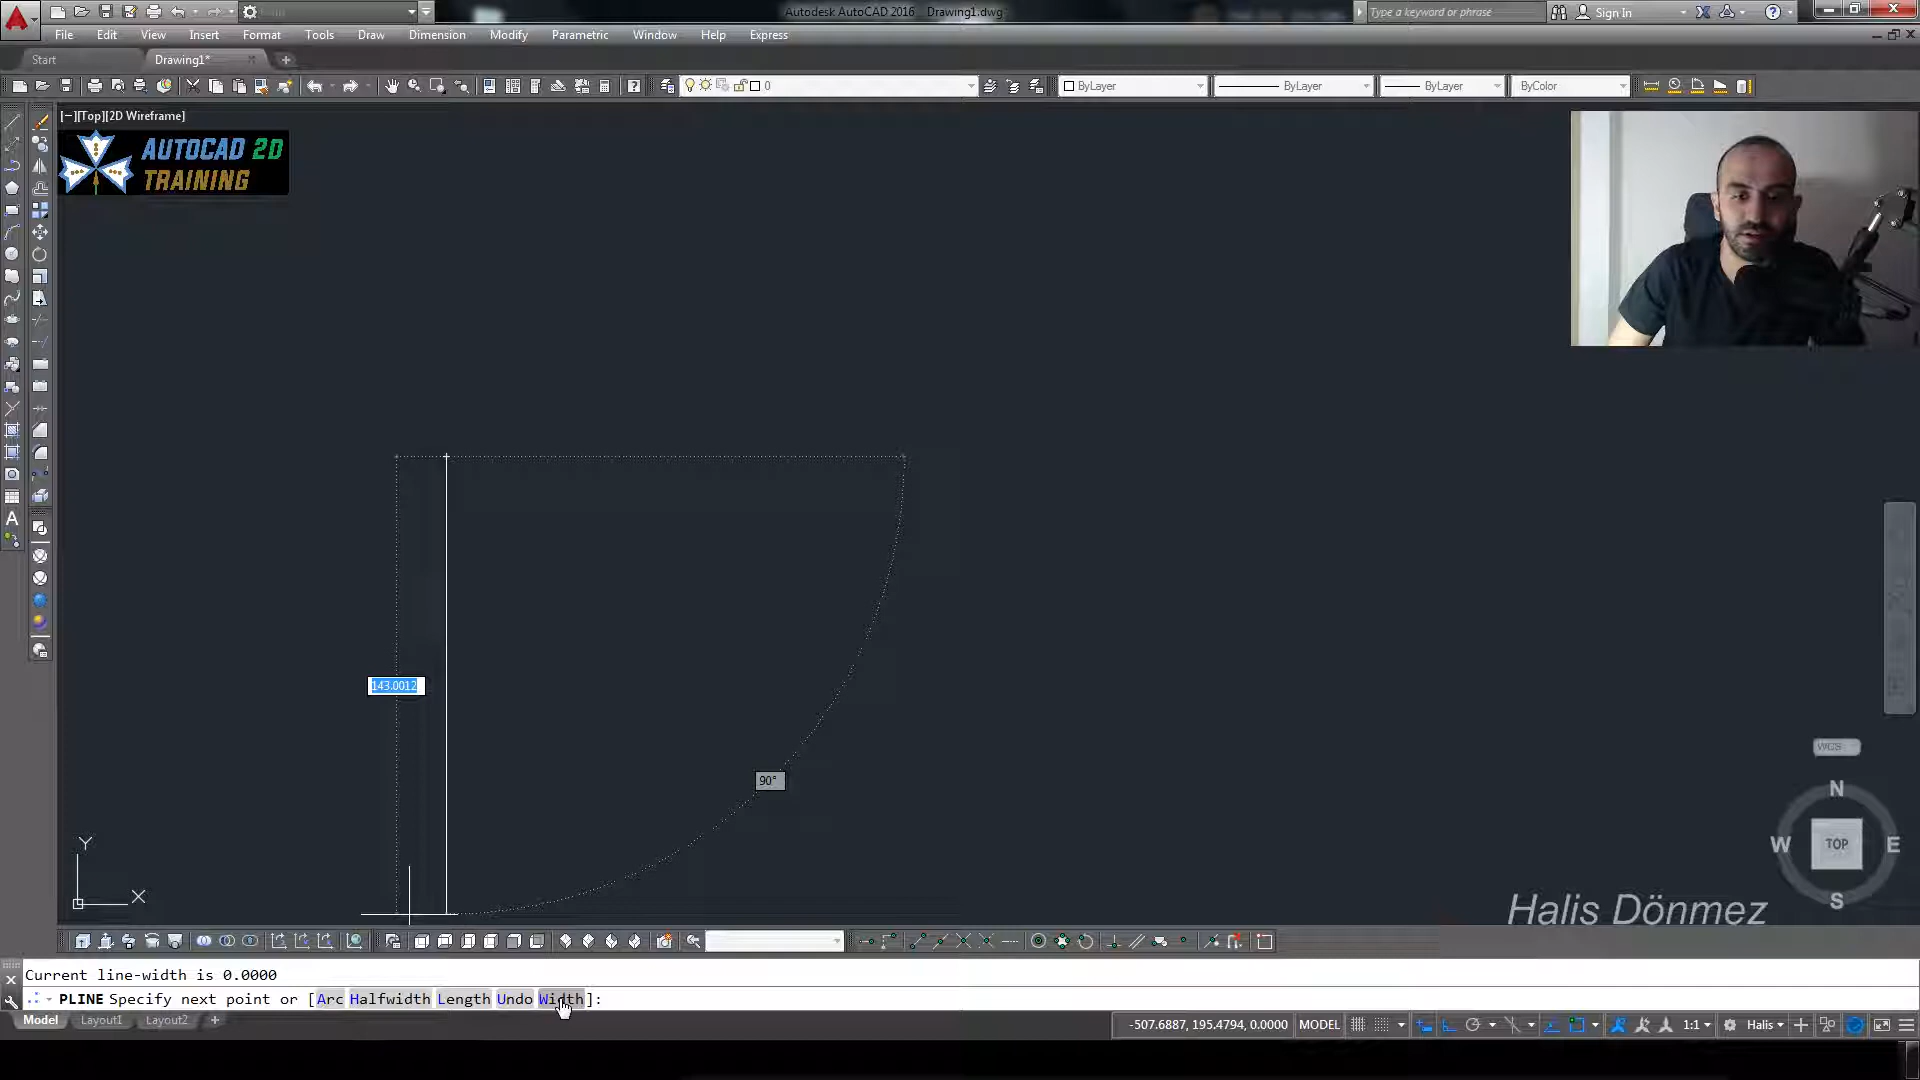 Autodesk AutoCAD 2016 Drawing1.dwg
Type a keyword or phrase
Sign In
File Edit View Insert Format Tools Draw Dimension Modify Parametric Window Help Express
Start Drawing1* +
0 ByLayer ByLayer ByLayer ByColor
[−][Top][2D Wireframe]
AUTOCAD 2D
TRAINING
143.0012
90°
WCS
N
W TOP E
S
Y
X
A
Halis Dönmez
Current line-width is 0.0000
PLINE Specify next point or [Arc Halfwidth Length Undo Width]:
Model Layout1 Layout2 +
-507.6887, 195.4794, 0.0000 MODEL 1:1 Halis